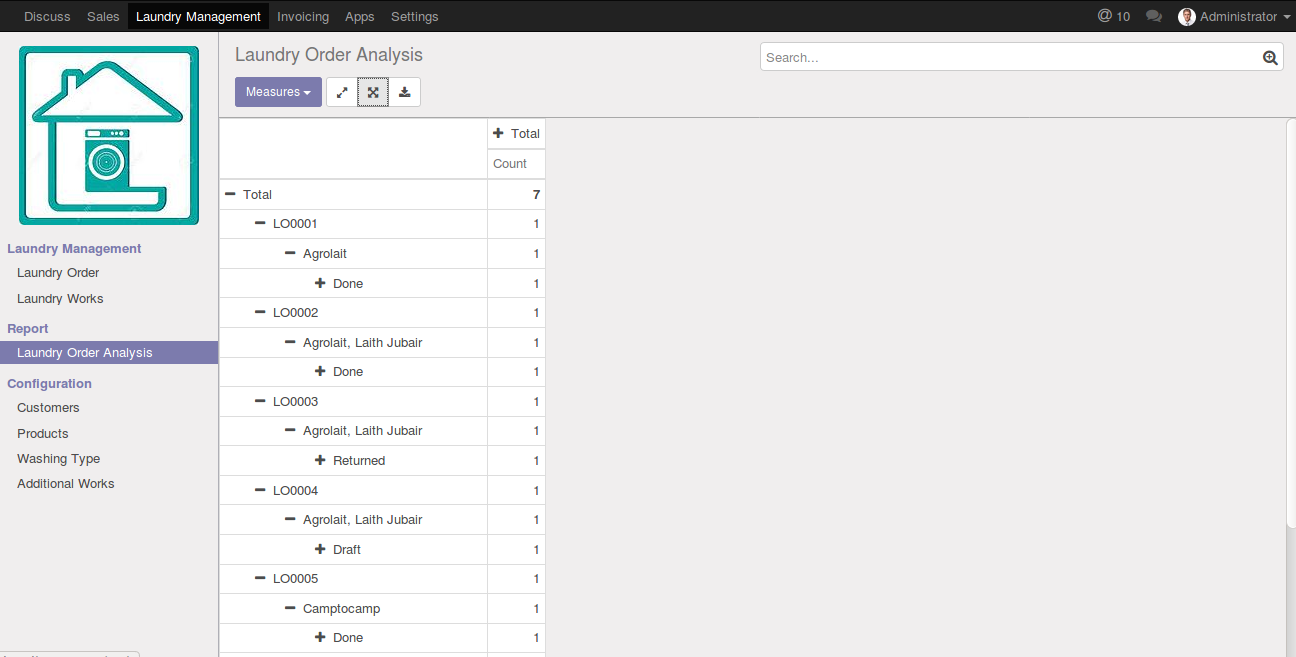 Discuss Sales Laundry Management Invoicing Apps Settings @ 10 Administrator
Laundry Order Analysis
Search...
Measures
Total
Count
Total 7
LO0001 1
Agrolait 1
Done 1
LO0002 1
Agrolait, Laith Jubair 1
Done 1
LO0003 1
Agrolait, Laith Jubair 1
Returned 1
LO0004 1
Agrolait, Laith Jubair 1
Draft 1
LO0005 1
Camptocamp 1
Done 1
Laundry Management
Laundry Order
Laundry Works
Report
Laundry Order Analysis
Configuration
Customers
Products
Washing Type
Additional Works